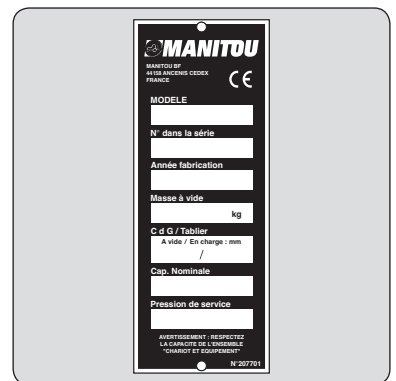 MANITOU
MANITOU BF
44158 ANCENIS CEDEX
FRANCE
CE
MODELE
N° dans la série
Année fabrication
Masse à vide
kg
C d G / Tablier
A vide / En charge : mm
/
Cap. Nominale
Pression de service
AVERTISSEMENT : RESPECTEZ
LA CAPACITE DE L'ENSEMBLE
"CHARIOT ET EQUIPEMENT"
N°207701